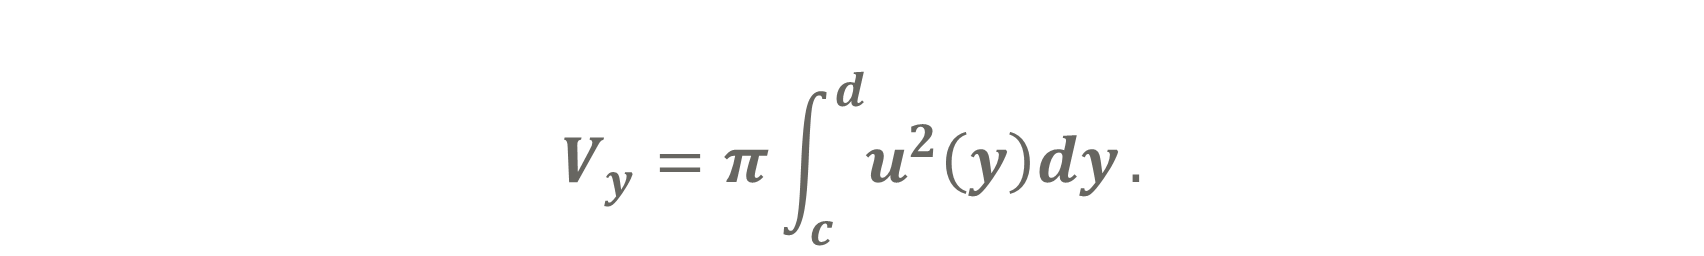 V_y = π ∫_c^d u²(y)dy.